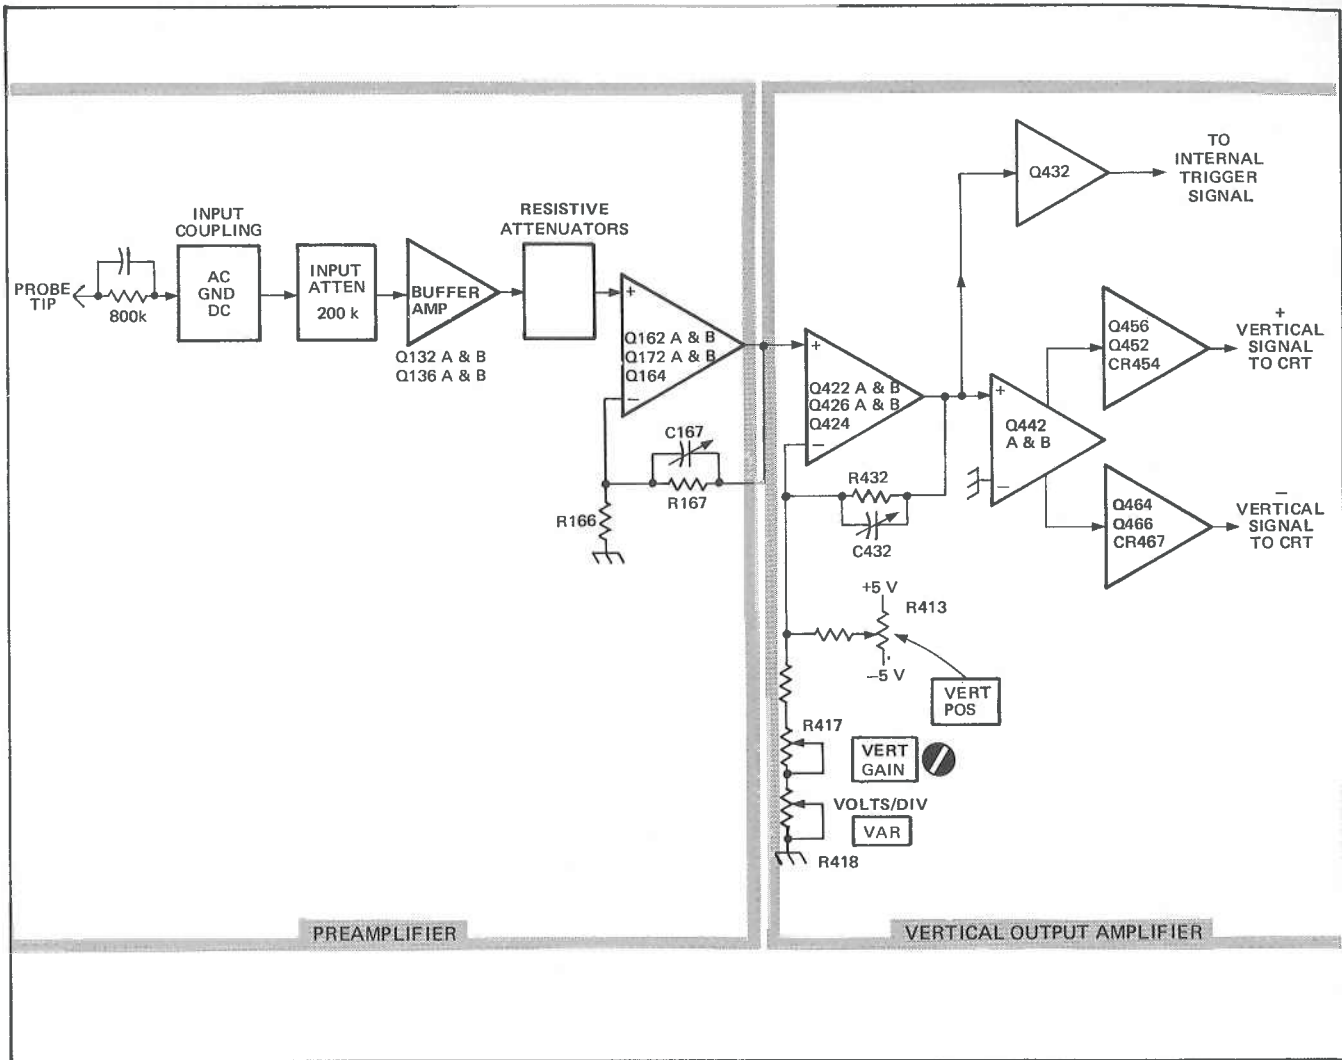 PROBE
TIP
800k
INPUT
COUPLING
AC
GND
DC
INPUT
ATTEN
200 k
BUFFER
AMP
Q132 A & B
Q136 A & B
RESISTIVE
ATTENUATORS
+
Q162 A & B
Q172 A & B
Q164
−
C167
R167
R166
+
Q422 A & B
Q426 A & B
Q424
−
R432
C432
Q432
TO
INTERNAL
TRIGGER
SIGNAL
+
Q442
A & B
−
Q456
Q452
CR454
+
VERTICAL
SIGNAL
TO CRT
Q464
Q466
CR467
−
VERTICAL
SIGNAL
TO CRT
+5 V
R413
−5 V
VERT
POS
R417
VERT
GAIN
VOLTS/DIV
VAR
R418
PREAMPLIFIER
VERTICAL OUTPUT AMPLIFIER